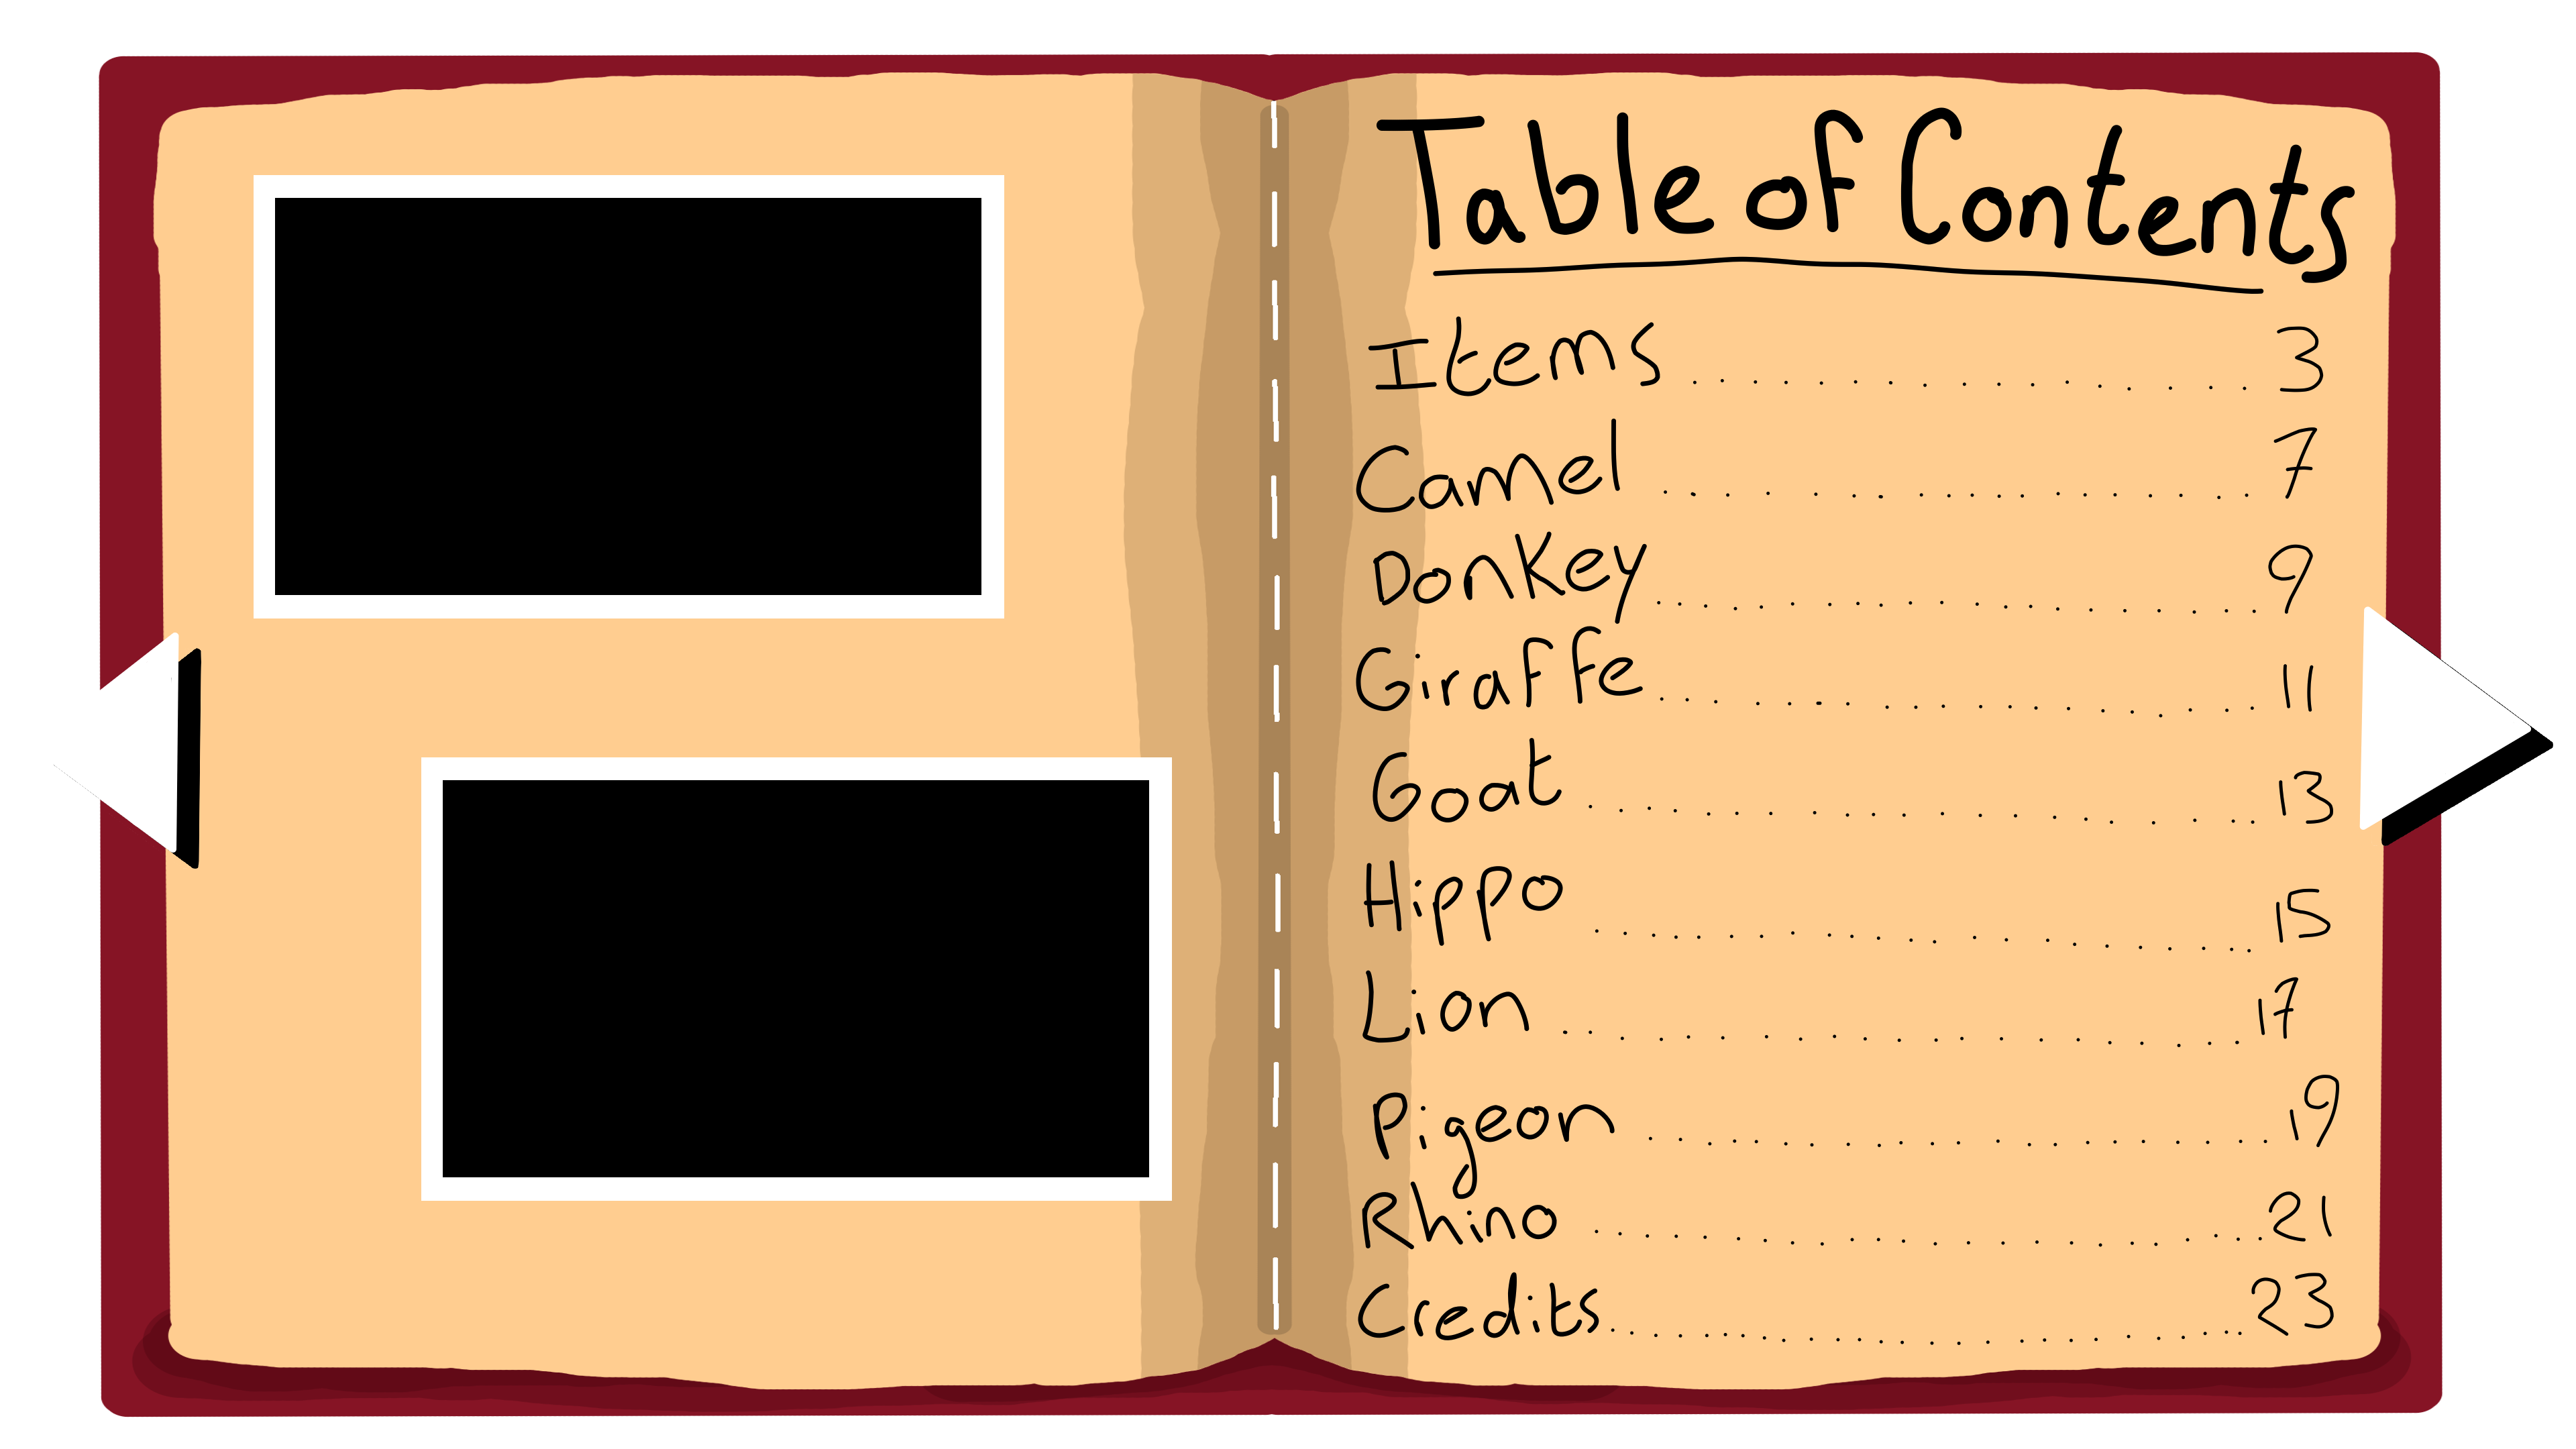 Table of Contents
Items .................. 3
Camel .................. 7
Donkey .................. 9
Giraffe .................. 11
Goat .................. 13
Hippo .................. 15
Lion .................. 17
Pigeon .................. 19
Rhino .................. 21
Credits .................. 23